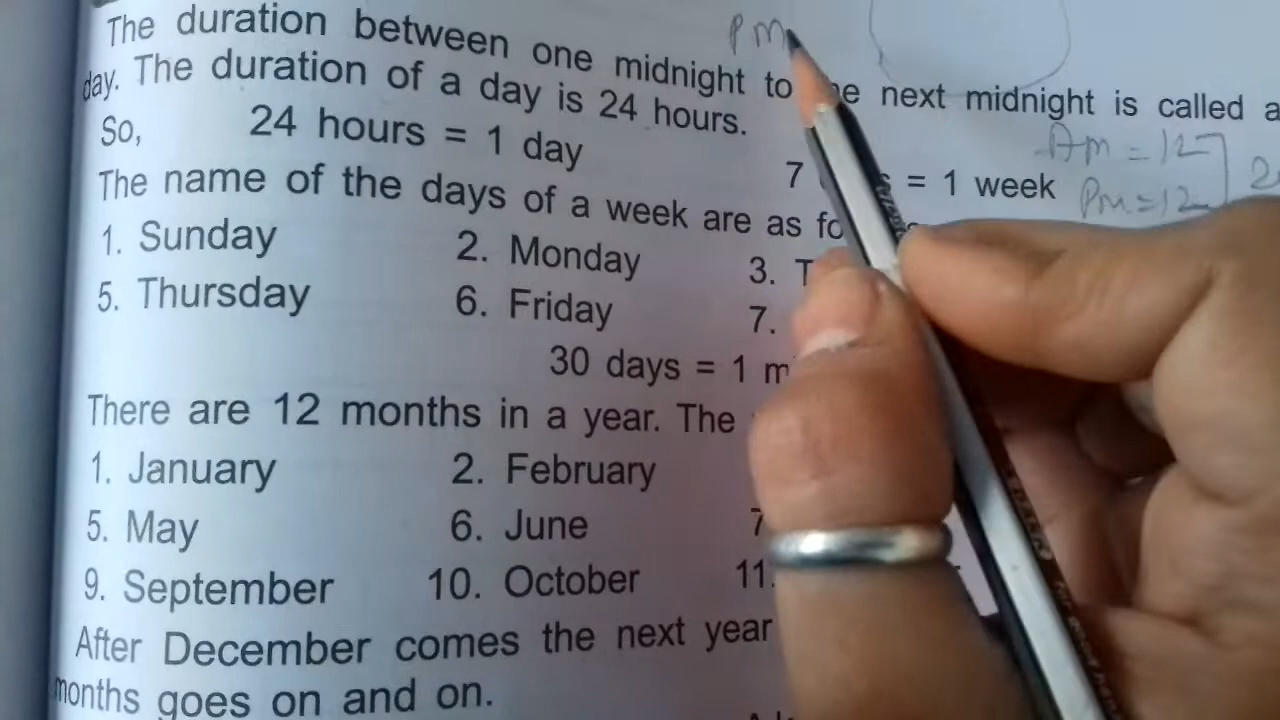 PM
The duration between one midnight to he next midnight is called a
day. The duration of a day is 24 hours.
So, 24 hours = 1 day 7 = 1 week
Am = 12
Pm = 12
The name of the days of a week are as fo
1. Sunday 2. Monday 3. T
5. Thursday 6. Friday 7.
30 days = 1 m
There are 12 months in a year. The
1. January 2. February
5. May 6. June 7
9. September 10. October 11.
After December comes the next year
months goes on and on.